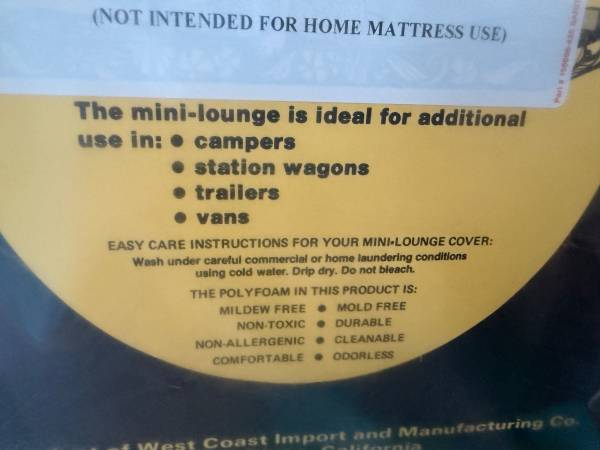 (NOT INTENDED FOR HOME MATTRESS USE)
The mini-lounge is ideal for additional
use in: • campers
• station wagons
• trailers
• vans
EASY CARE INSTRUCTIONS FOR YOUR MINI-LOUNGE COVER:
Wash under careful commercial or home laundering conditions
using cold water. Drip dry. Do not bleach.
THE POLYFOAM IN THIS PRODUCT IS:
MILDEW FREE • MOLD FREE
NON-TOXIC • DURABLE
NON-ALLERGENIC • CLEANABLE
COMFORTABLE • ODORLESS
of West Coast Import and Manufacturing Co.
California